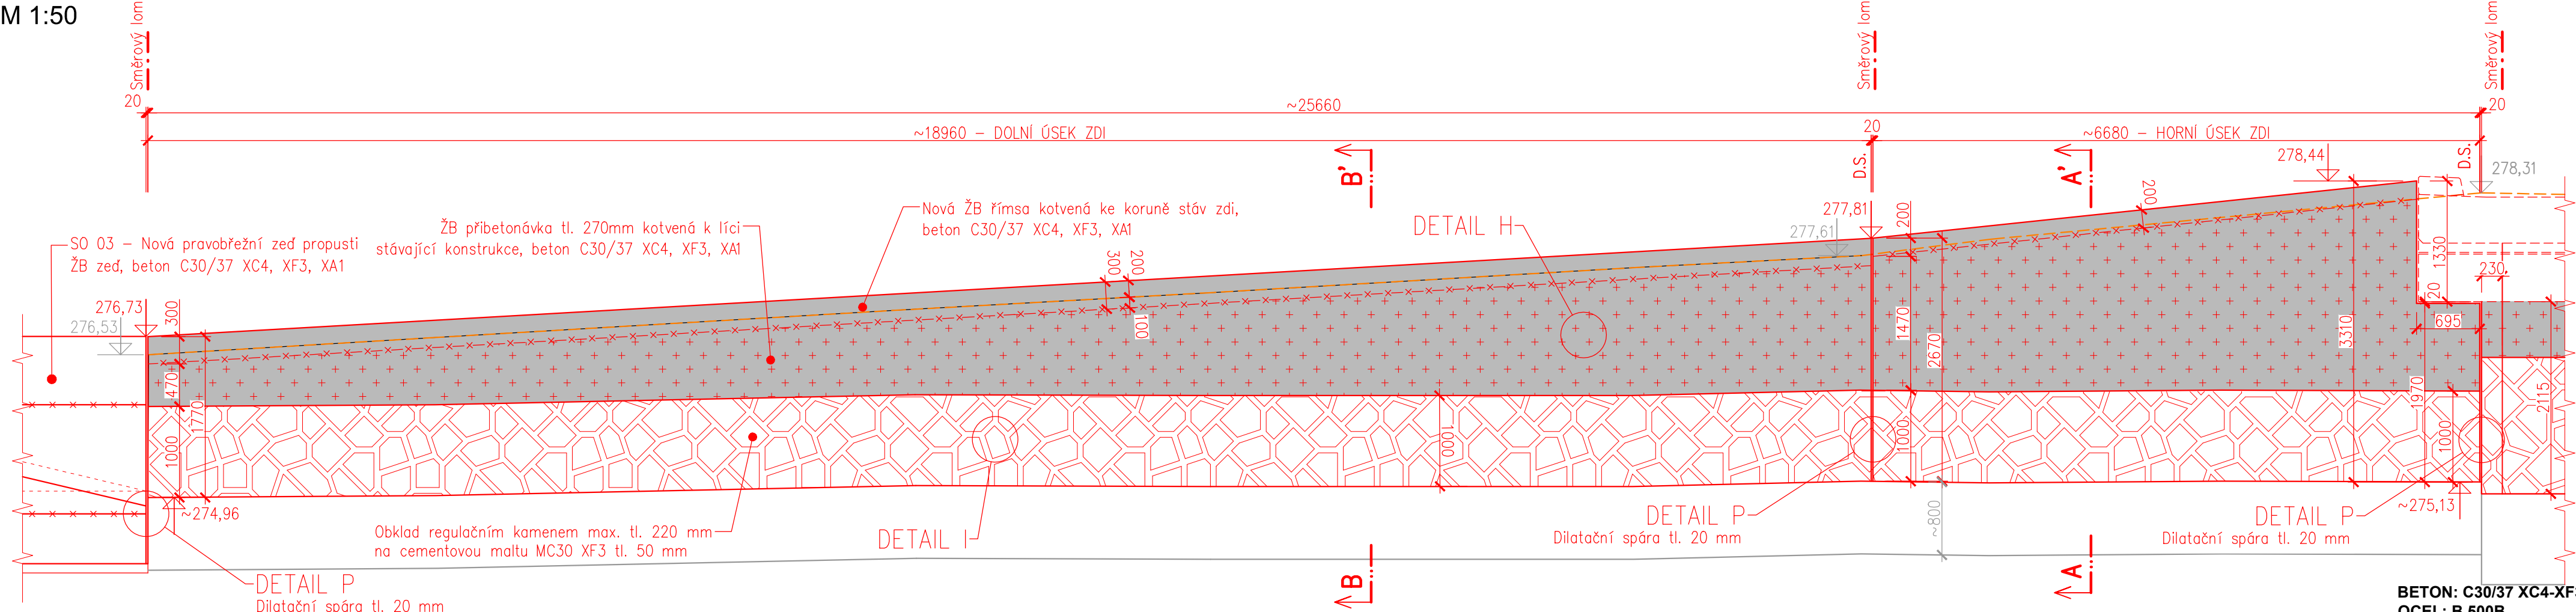 M 1:50
Směrový lom
Směrový lom
Směrový lom
20
~25660
20
~18960 – DOLNÍ ÚSEK ZDI
20
~6680 – HORNÍ ÚSEK ZDI
B'
D.S.
A'
278,44
D.S.
278,31
SO 03 – Nová pravobřežní zeď propusti
ŽB zeď, beton C30/37 XC4, XF3, XA1
ŽB přibetonávka tl. 270mm kotvená k líci
stávající konstrukce, beton C30/37 XC4, XF3, XA1
Nová ŽB římsa kotvená ke koruně stáv zdi,
beton C30/37 XC4, XF3, XA1
DETAIL H
277,81
277,61
200
200
1330
230
20
695
300
200
100
276,73
276,53
300
470
1770
1000
1000
1470
2670
1000
3310
1970
1000
2115
~274,96
Obklad regulačním kamenem max. tl. 220 mm
na cementovou maltu MC30 XF3 tl. 50 mm
DETAIL I
DETAIL P
Dilatační spára tl. 20 mm
~800
DETAIL P
Dilatační spára tl. 20 mm
~275,13
DETAIL P
Dilatační spára tl. 20 mm
B
A
BETON: C30/37 XC4-XF
OCEL: B 500B